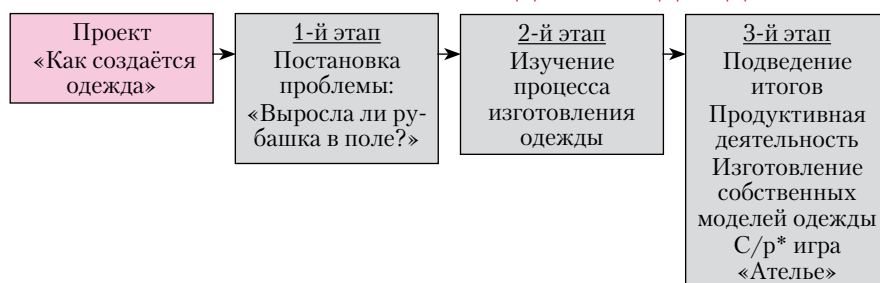 Проект
«Как создаётся
одежда»
1-й этап
Постановка
проблемы:
«Выросла ли ру-
башка в поле?»
2-й этап
Изучение
процесса
изготовления
одежды
3-й этап
Подведение
итогов
Продуктивная
деятельность
Изготовление
собственных
моделей одежды
С/р* игра
«Ателье»